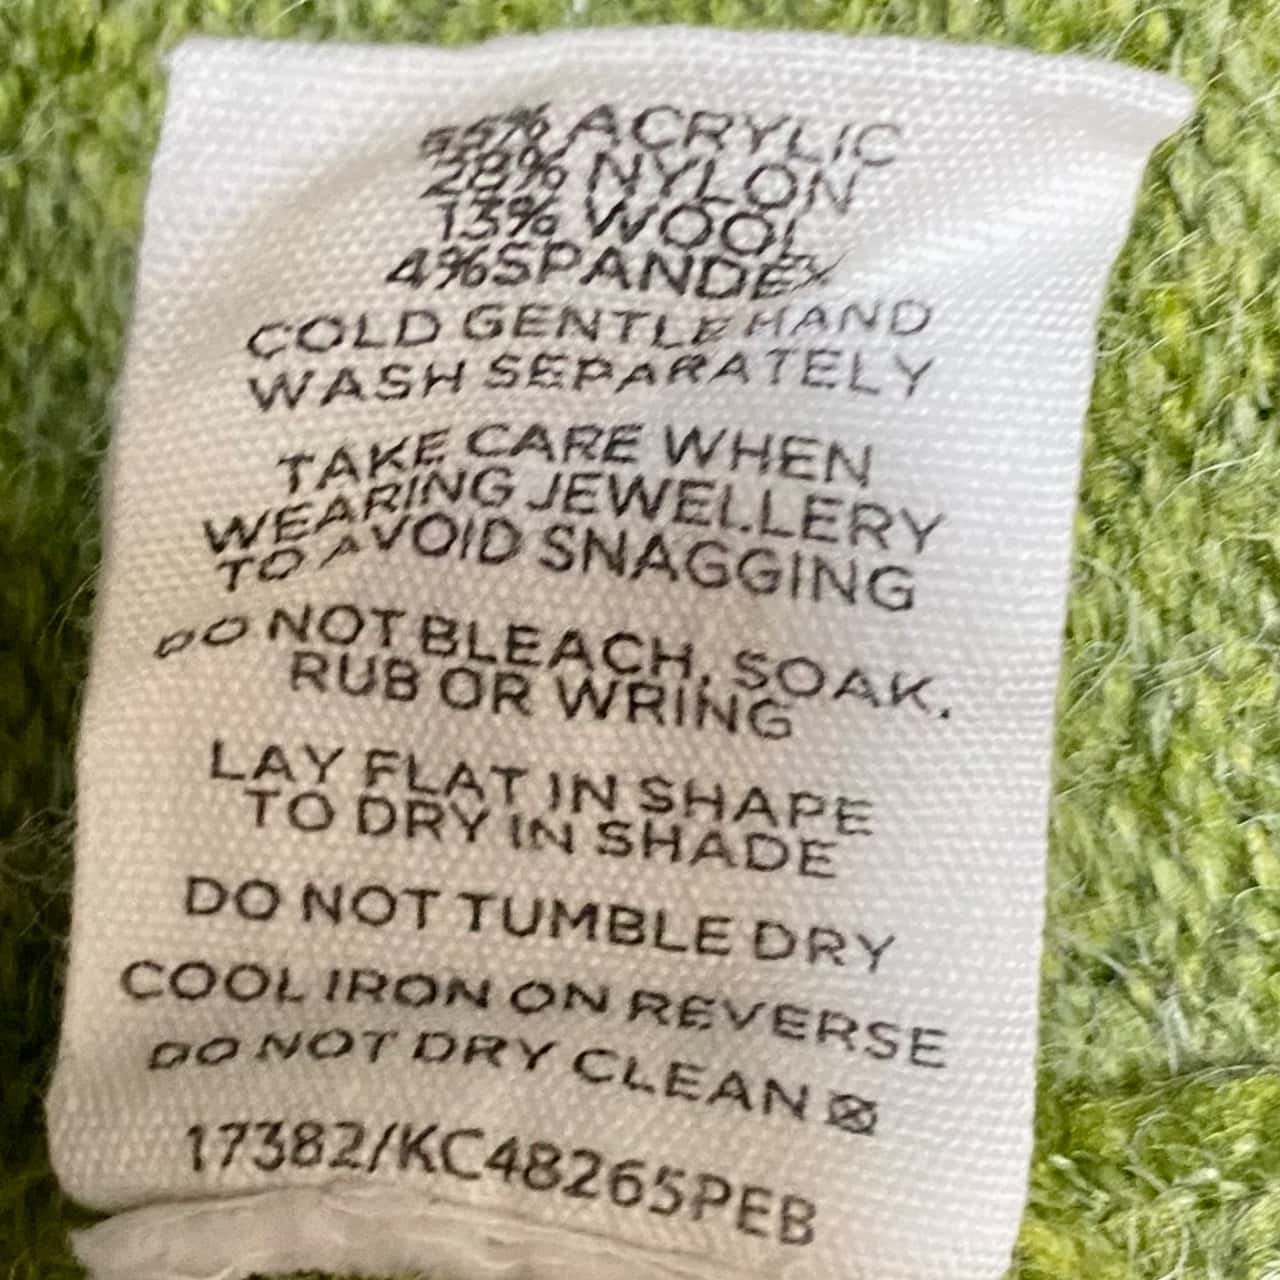 55% ACRYLIC
28% NYLON
13% WOOL
4%SPANDEX
COLD GENTLE HAND
WASH SEPARATELY
TAKE CARE WHEN
WEARING JEWELLERY
TO AVOID SNAGGING
DO NOT BLEACH, SOAK,
RUB OR WRING
LAY FLAT IN SHAPE
TO DRY IN SHADE
DO NOT TUMBLE DRY
COOL IRON ON REVERSE
DO NOT DRY CLEAN
17382/KC48265PEB